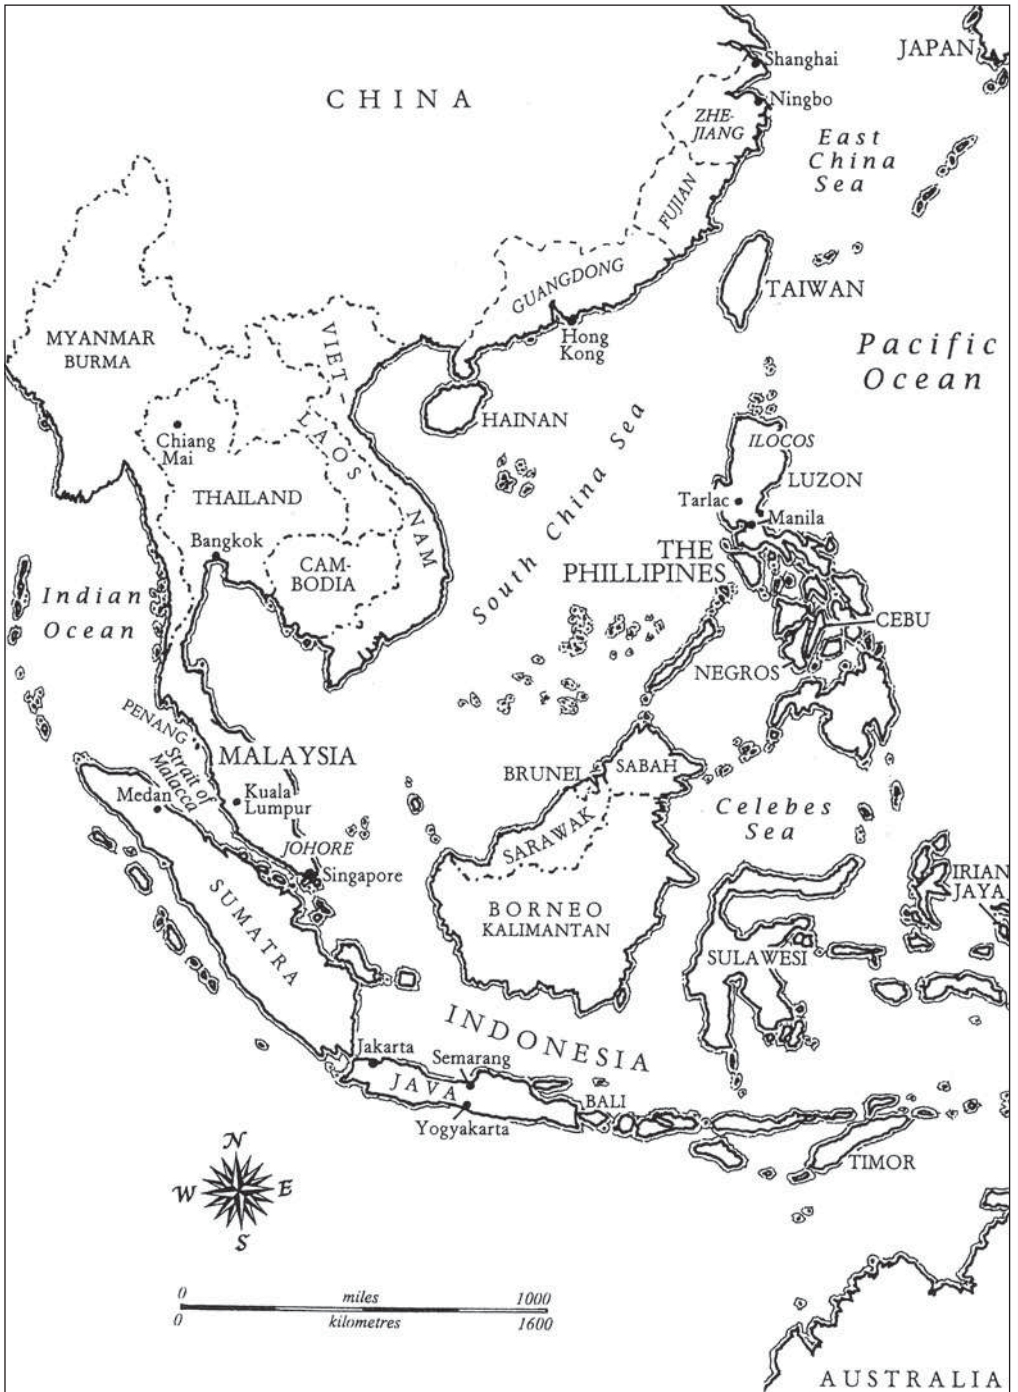 JAPAN
Shanghai
CHINA
Ningbo
ZHE-
JIANG
East
China
Sea
FUJIAN
GUANGDONG
TAIWAN
MYANMAR
BURMA
VIET
NAM
Hong
Kong
Pacific
Ocean
HAINAN
LAOS
Chiang
Mai
South China Sea
ILOCOS
LUZON
THAILAND
Tarlac
Manila
Bangkok
THE
PHILLIPINES
CAM-
BODIA
Indian
Ocean
CEBU
NEGROS
PENANG
MALAYSIA
Strait of
Malacca
BRUNEI
SABAH
Medan
Kuala
Lumpur
Celebes
Sea
SARAWAK
JOHORE
Singapore
IRIAN
JAYA
SUMATRA
BORNEO
KALIMANTAN
SULAWESI
INDONESIA
Jakarta
Semarang
JAVA
BALI
Yogyakarta
TIMOR
N
W E
S
0 miles 1000
0 kilometres 1600
AUSTRALIA